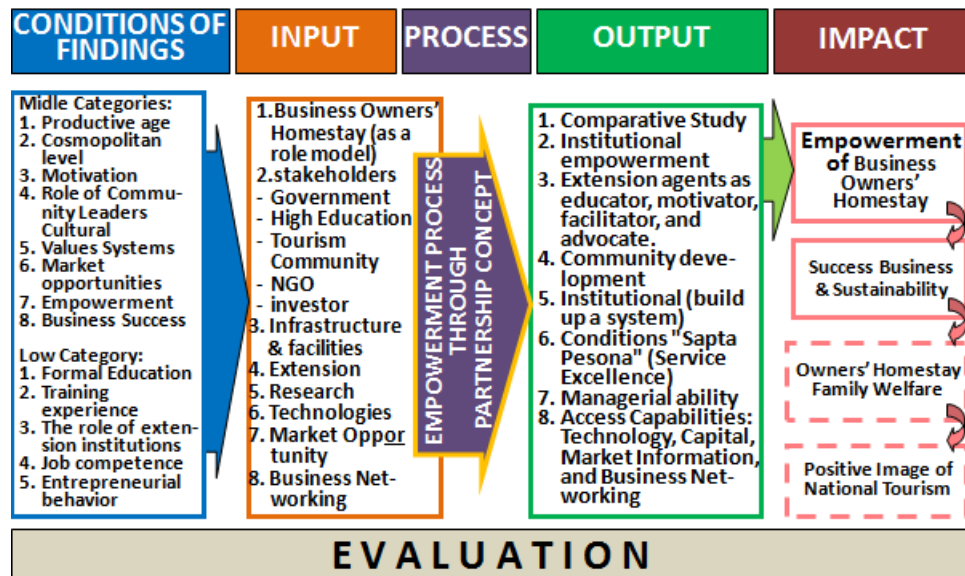 CONDITIONS OF
FINDINGS
INPUT
PROCESS
OUTPUT
IMPACT
Midle Categories:
1. Productive age
2. Cosmopolitan
level
3. Motivation
4. Role of Commu-
nity Leaders
Cultural
5. Values Systems
6. Market
opportunities
7. Empowerment
8. Business Success
Low Category:
1. Formal Education
2. Training
experience
3. The role of exten-
sion institutions
4. Job competence
5. Entrepreneurial
behavior
1.Business Owners'
Homestay (as a
role model)
2.stakeholders
- Government
- High Education
- Tourism
Community
- NGO
- investor
3. Infrastructure
& facilities
4. Extension
5. Research
6. Technologies
7. Market Oppor
tunity
8. Business Net-
working
EMPOWERMENT PROCESS
THROUGH
PARTNERSHIP CONCEPT
1. Comparative Study
2. Institutional
empowerment
3. Extension agents as
educator, motivator,
facilitator, and
advocate.
4. Community deve-
lopment
5. Institutional (build
up a system)
6. Conditions "Sapta
Pesona" (Service
Excellence)
7. Managerial ability
8. Access Capabilities:
Technology, Capital,
Market Information,
and Business Net-
working
Empowerment
of Business
Owners'
Homestay
Success Business
& Sustainability
Owners' Homestay
Family Welfare
Positive Image of
National Tourism
EVALUATION